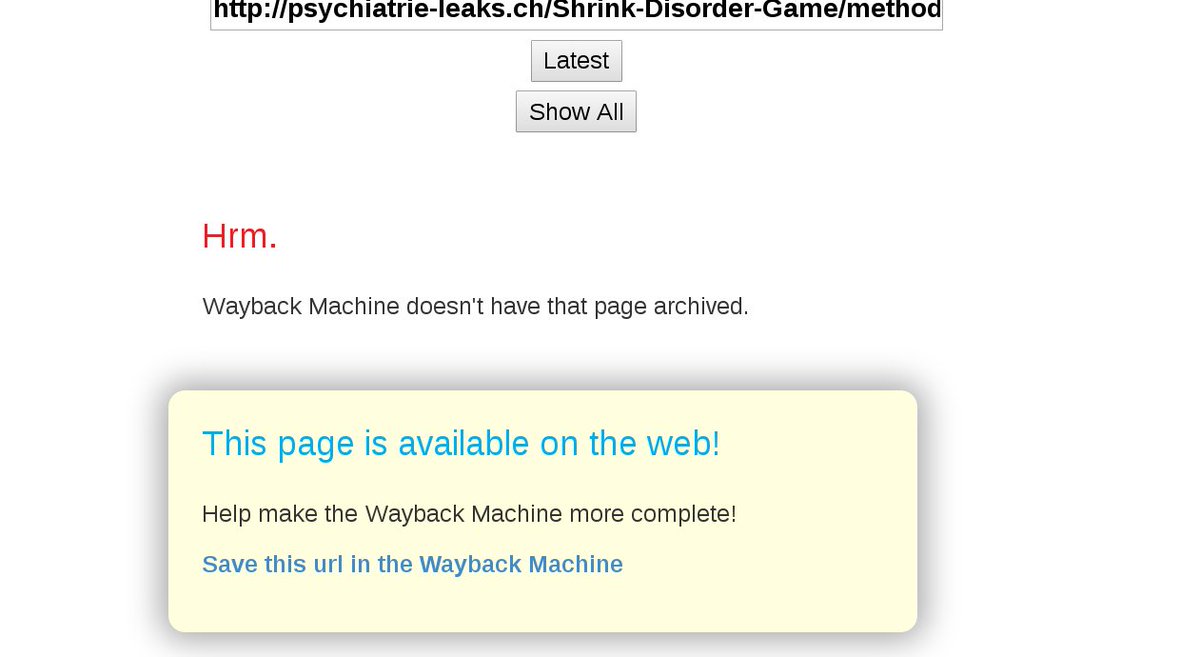 http://psychiatrie-leaks.ch/Shrink-Disorder-Game/method
Latest
Show All
Hrm.
Wayback Machine doesn't have that page archived.
This page is available on the web!
Help make the Wayback Machine more complete!
Save this url in the Wayback Machine